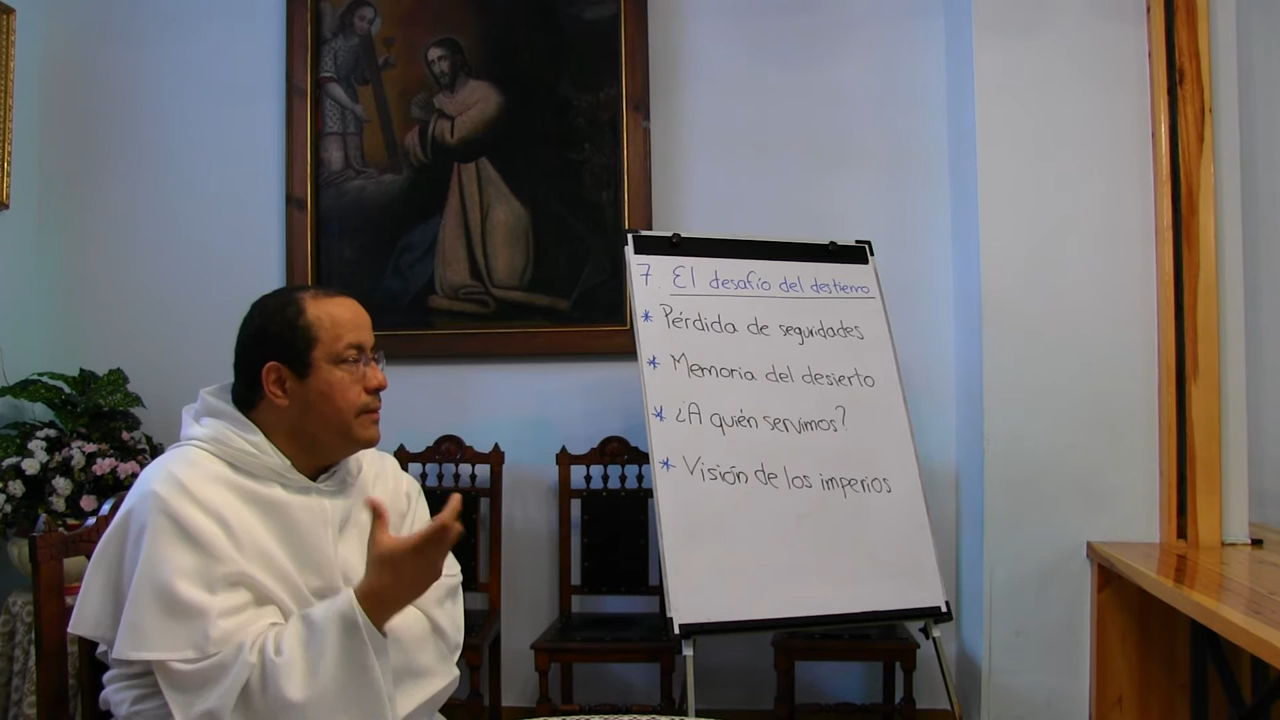 7. El desafío del destierro
* Pérdida de seguridades
* Memoria del desierto
* ¿A quién servimos?
* Visión de los imperios